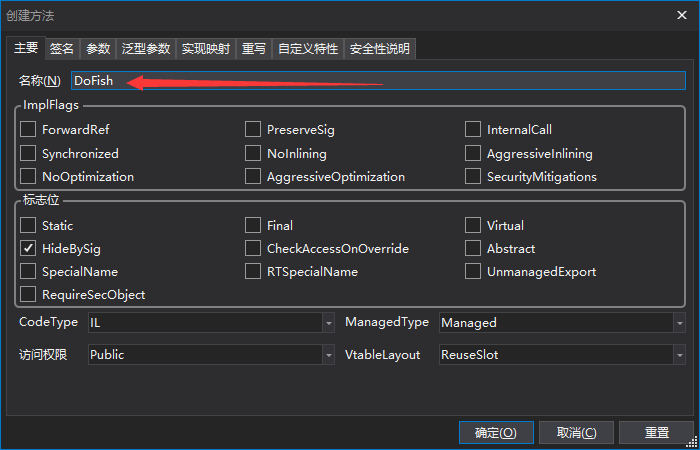 创建方法
主要 签名 参数 泛型参数 实现映射 重写 自定义特性 安全性说明
名称(N) DoFish
ImplFlags
ForwardRef PreserveSig InternalCall
Synchronized NoInlining AggressiveInlining
NoOptimization AggressiveOptimization SecurityMitigations
标志位
Static Final Virtual
HideBySig CheckAccessOnOverride Abstract
SpecialName RTSpecialName UnmanagedExport
RequireSecObject
CodeType IL ManagedType Managed
访问权限 Public VtableLayout ReuseSlot
确定(O) 取消(C) 重置